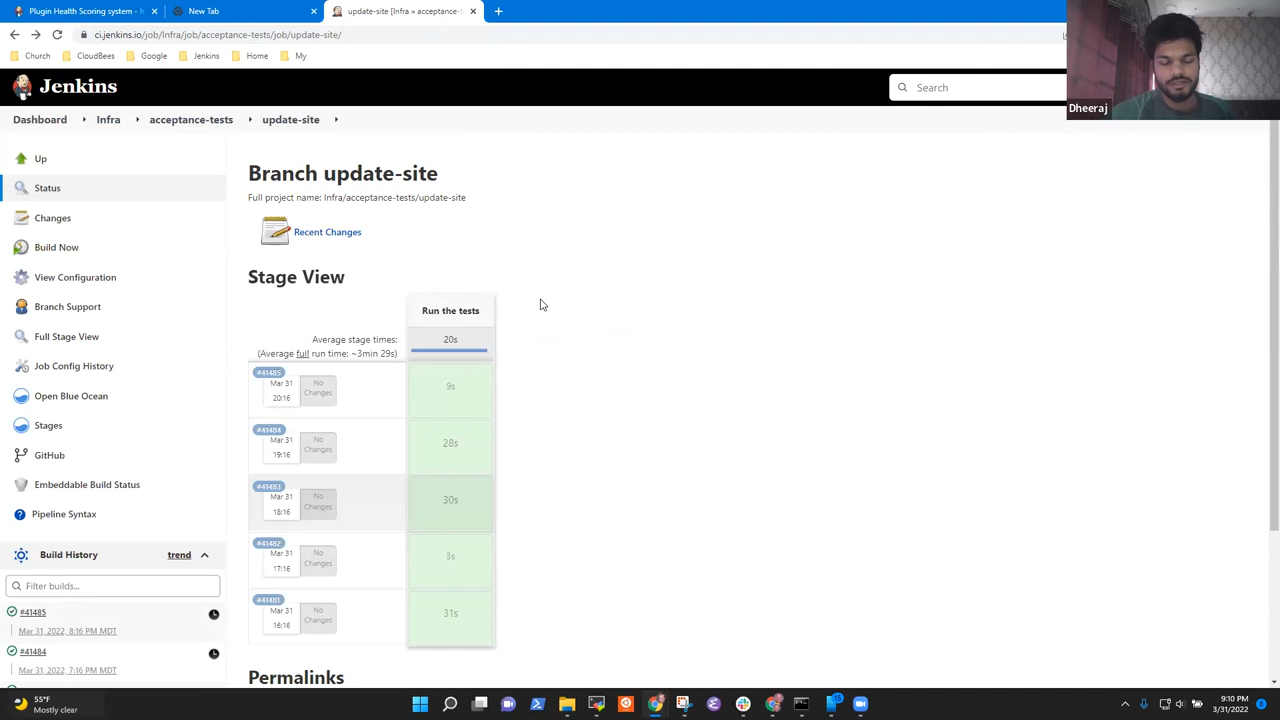 Plugin Health Scoring system - h
New Tab
update-site [Infra » acceptance-
ci.jenkins.io/job/Infra/job/acceptance-tests/job/update-site/
Church
CloudBees
Google
Jenkins
Home
My
Jenkins
Search
Dheeraj
Dashboard
Infra
acceptance-tests
update-site
Up
Status
Changes
Build Now
View Configuration
Branch Support
Full Stage View
Job Config History
Open Blue Ocean
Stages
GitHub
Embeddable Build Status
Pipeline Syntax
Build History
trend
Filter builds...
#41485
Mar 31, 2022, 8:16 PM MDT
#41484
Mar 31, 2022, 7:16 PM MDT
Branch update-site
Full project name: Infra/acceptance-tests/update-site
Recent Changes
Stage View
Run the tests
Average stage times:
20s
(Average full run time: ~3min 29s)
#41485
Mar 31
20:16
No
Changes
9s
#41484
Mar 31
19:16
No
Changes
28s
#41483
Mar 31
18:16
No
Changes
30s
#41482
Mar 31
17:16
No
Changes
3s
#41481
Mar 31
16:16
No
Changes
31s
Permalinks
55°F
Mostly clear
9:10 PM
3/31/2022